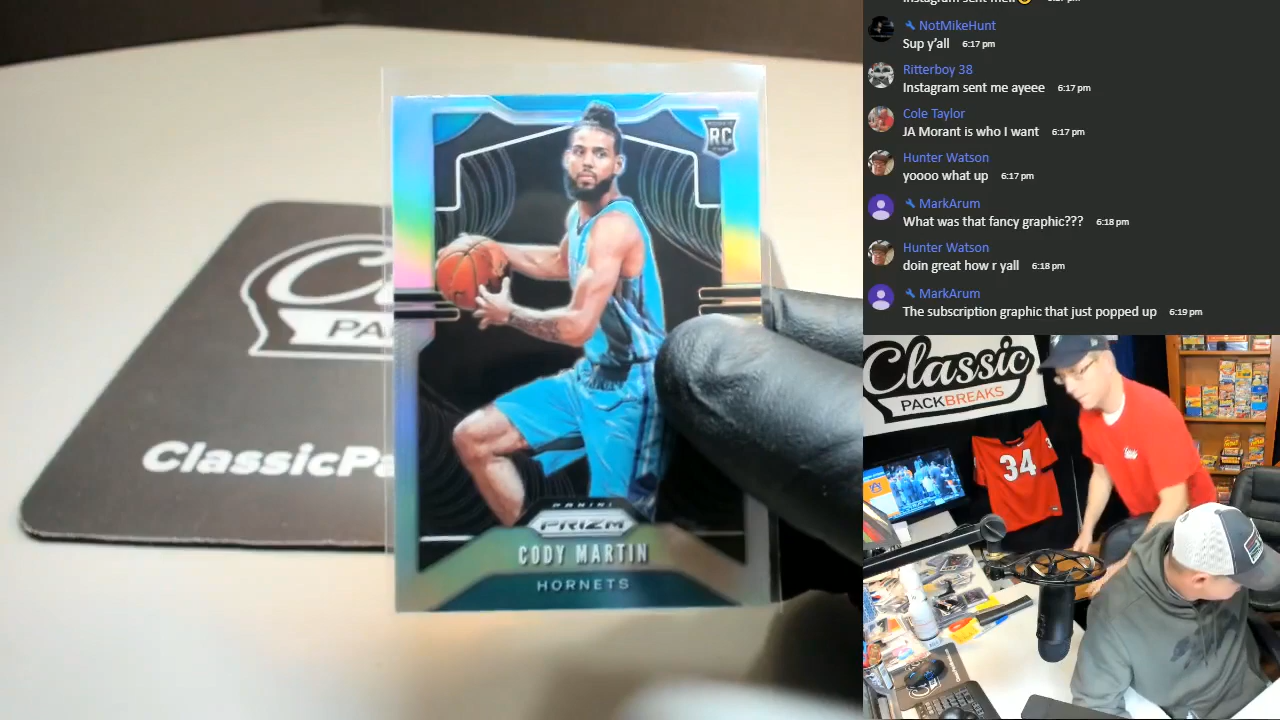 NotMikeHunt
Sup y'all 6:17 pm
Ritterboy 38
Instagram sent me ayeee 6:17 pm
Cole Taylor
JA Morant is who I want 6:17 pm
Hunter Watson
yoooo what up 6:17 pm
MarkArum
What was that fancy graphic??? 6:18 pm
Hunter Watson
doin great how r yall 6:18 pm
MarkArum
The subscription graphic that just popped up 6:19 pm
RC
PANINI
PRIZM
CODY MARTIN
HORNETS
PA
ClassicPa
Classic
PACKBREAKS
34